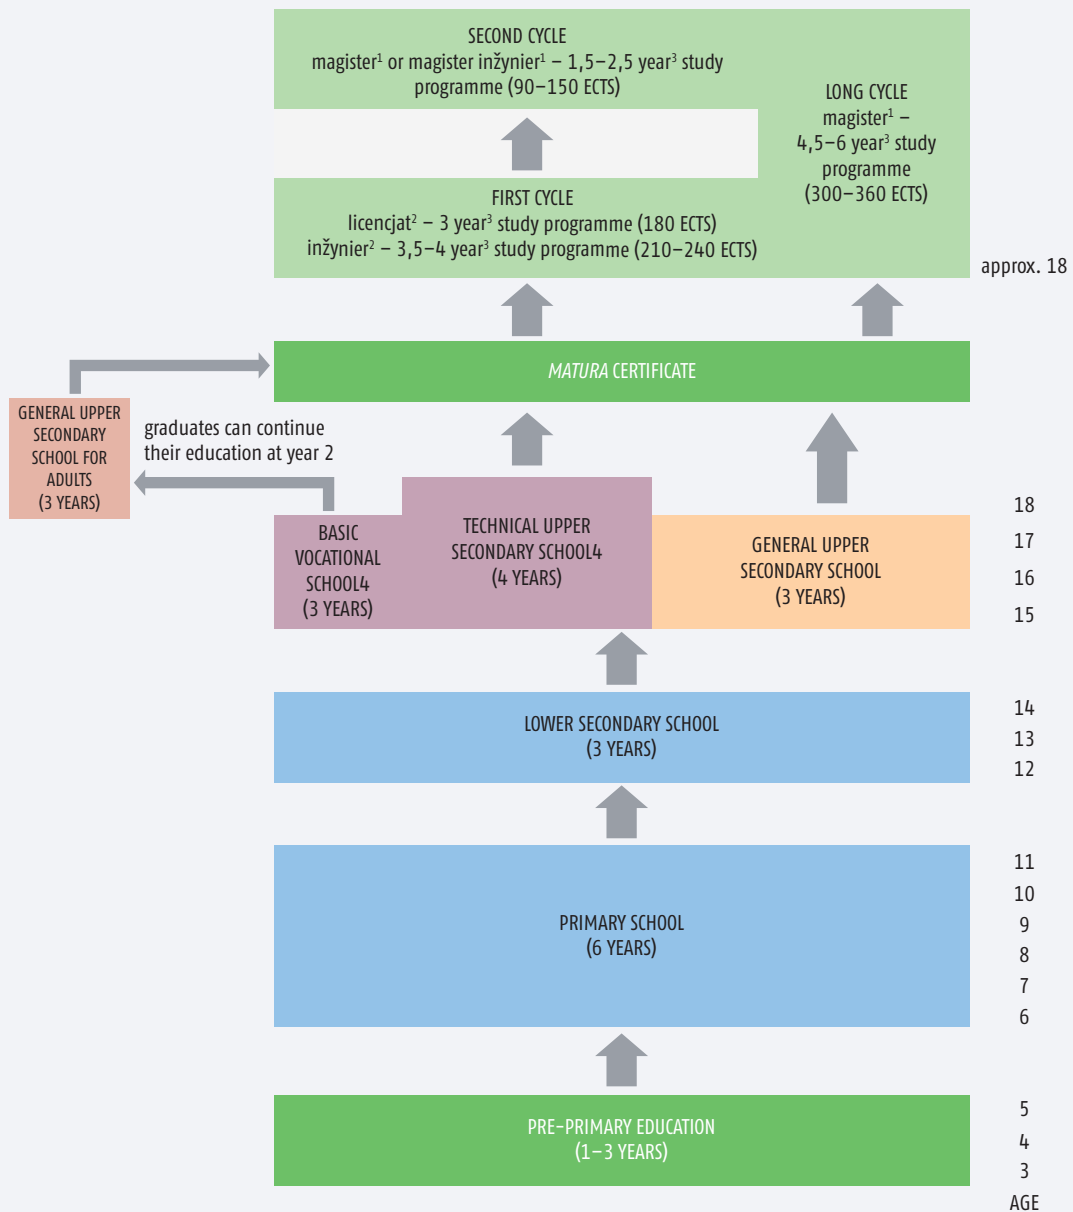 SECOND CYCLE
magister¹ or magister inžynier¹ – 1,5–2,5 year³ study
programme (90–150 ECTS)
LONG CYCLE
magister¹ –
4,5–6 year³ study
programme
(300–360 ECTS)
FIRST CYCLE
licencjat² – 3 year³ study programme (180 ECTS)
inžynier² – 3,5–4 year³ study programme (210–240 ECTS)
approx. 18
MATURA CERTIFICATE
GENERAL UPPER
SECONDARY
SCHOOL FOR
ADULTS
(3 YEARS)
graduates can continue
their education at year 2
BASIC
VOCATIONAL
SCHOOL4
(3 YEARS)
TECHNICAL UPPER
SECONDARY SCHOOL4
(4 YEARS)
GENERAL UPPER
SECONDARY SCHOOL
(3 YEARS)
18
17
16
15
LOWER SECONDARY SCHOOL
(3 YEARS)
14
13
12
PRIMARY SCHOOL
(6 YEARS)
11
10
9
8
7
6
PRE-PRIMARY EDUCATION
(1–3 YEARS)
5
4
3
AGE